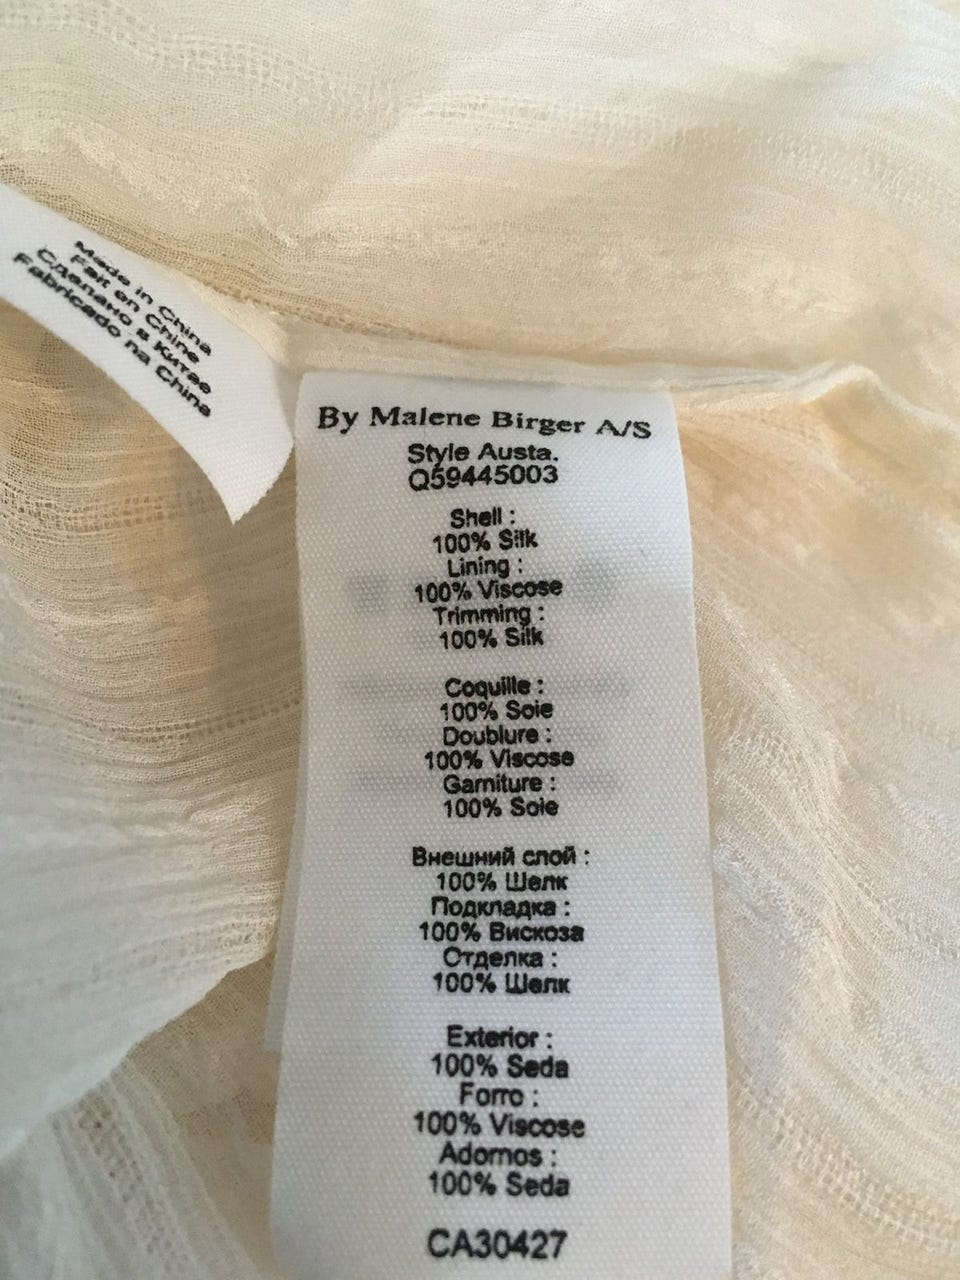 Made in China
Fait en Chine
Сделано в Китае
Fabricado na China
By Malene Birger A/S
Style Austa.
Q59445003
Shell :
100% Silk
Lining :
100% Viscose
Trimming :
100% Silk
Coquille :
100% Soie
Doublure :
100% Viscose
Garniture :
100% Soie
Внешний слой :
100% Шелк
Подкладка :
100% Вискоза
Отделка :
100% Шелк
Exterior :
100% Seda
Forro :
100% Viscose
Adornos :
100% Seda
CA30427